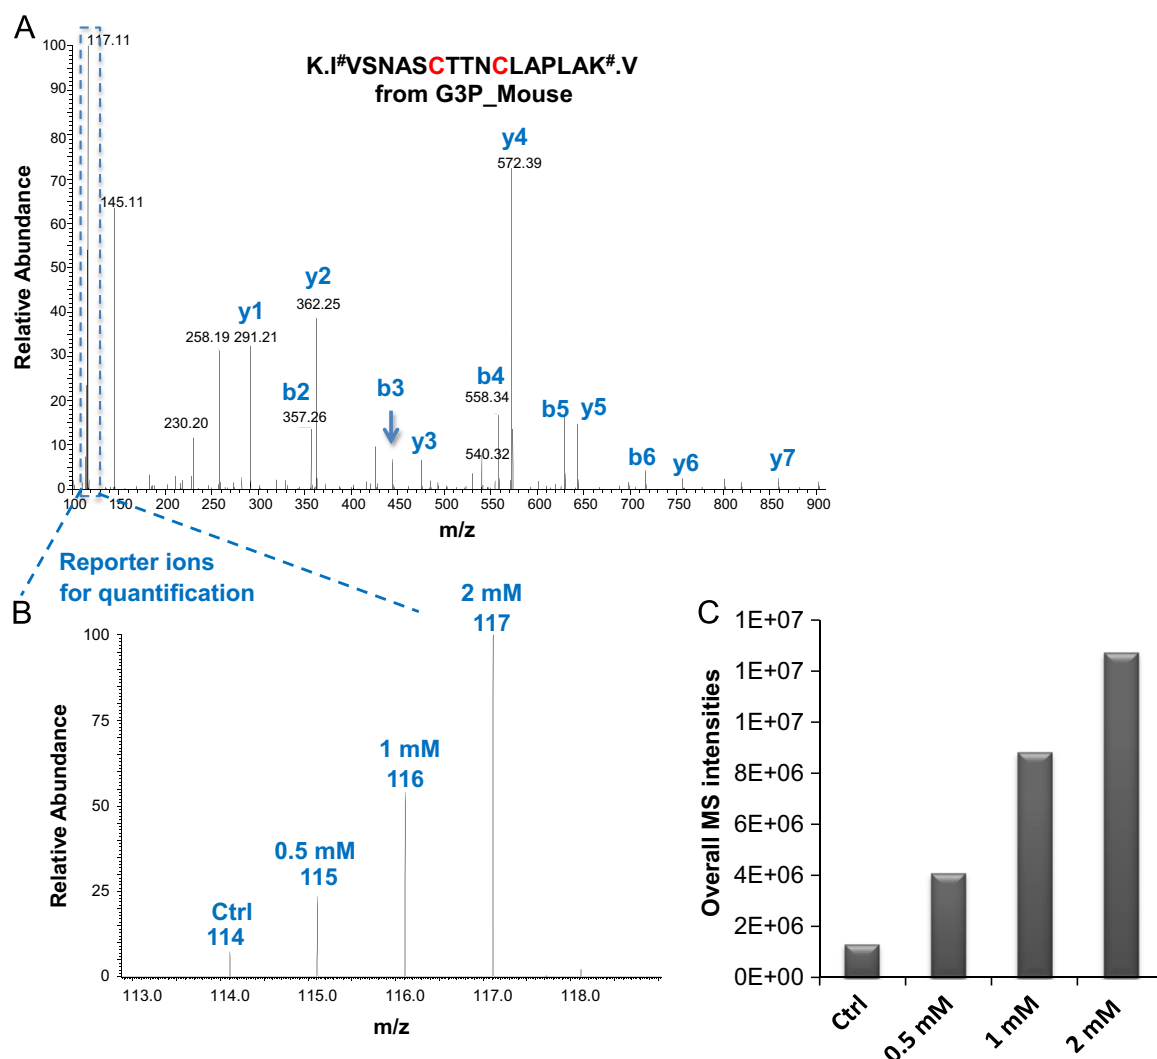 A
K.I#VSNASCTTNCLAPLAK#.V
from G3P_Mouse
Relative Abundance
100
90
80
70
60
50
40
30
20
10
0
117.11
145.11
230.20
258.19
y1
291.21
y2
362.25
b2
357.26
b3
y3
b4
558.34
540.32
y4
572.39
b5
y5
b6
y6
y7
100 150 200 250 300 350 400 450 500 550 600 650 700 750 800 850 900
m/z
Reporter ions
for quantification
B
Relative Abundance
100
75
50
25
0
Ctrl
114
0.5 mM
115
1 mM
116
2 mM
117
113.0 114.0 115.0 116.0 117.0 118.0
m/z
C
Overall MS intensities
1E+07
1E+07
1E+07
8E+06
6E+06
4E+06
2E+06
0E+00
Ctrl
0.5 mM
1 mM
2 mM